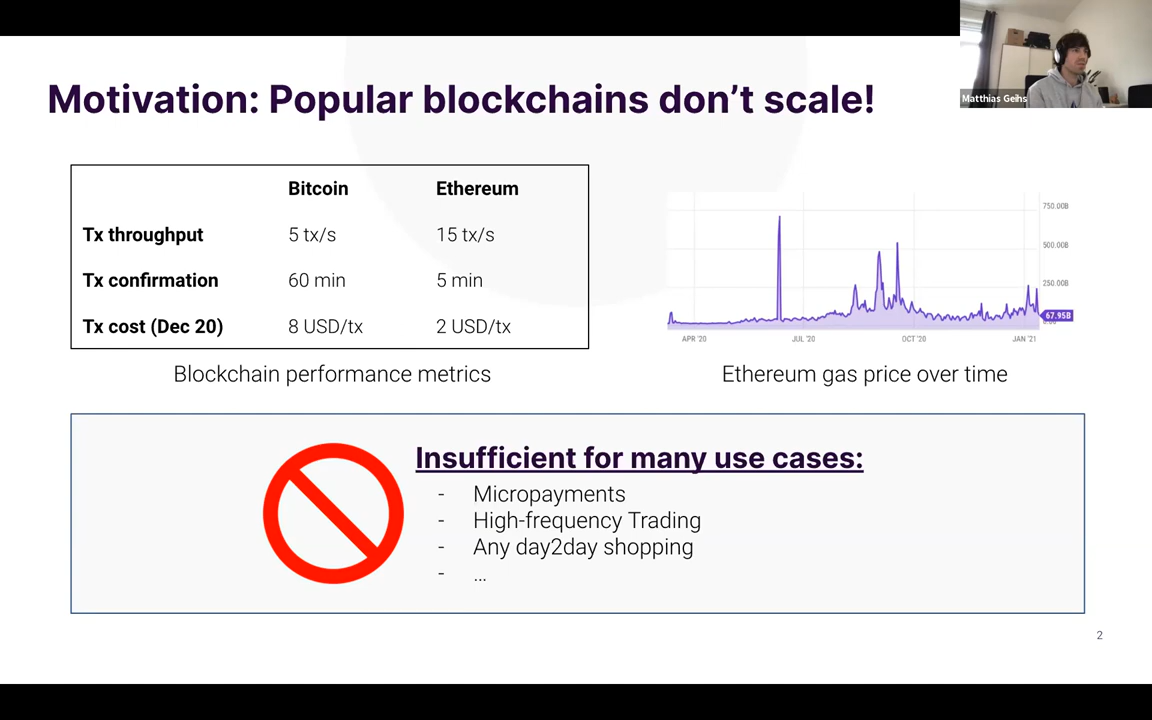 Motivation: Popular blockchains don't scale!
Matthias Geihs
Bitcoin Ethereum
Tx throughput 5 tx/s 15 tx/s
Tx confirmation 60 min 5 min
Tx cost (Dec 20) 8 USD/tx 2 USD/tx
Blockchain performance metrics
750.00B
500.00B
250.00B
67.95B
APR '20 JUL '20 OCT '20 JAN '21
Ethereum gas price over time
Insufficient for many use cases:
- Micropayments
- High-frequency Trading
- Any day2day shopping
- ...
2